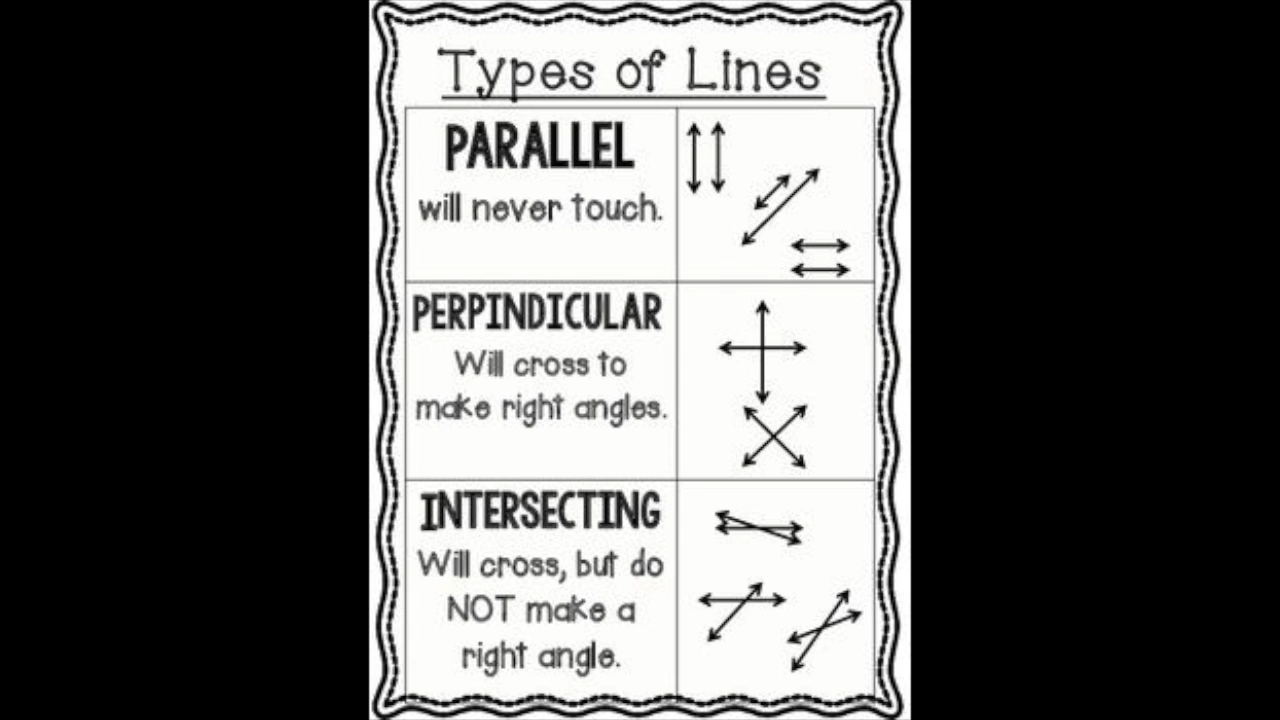 Types of Lines
PARALLEL
will never touch.
PERPINDICULAR
Will cross to
make right angles.
INTERSECTING
Will cross, but do
NOT make a
right angle.